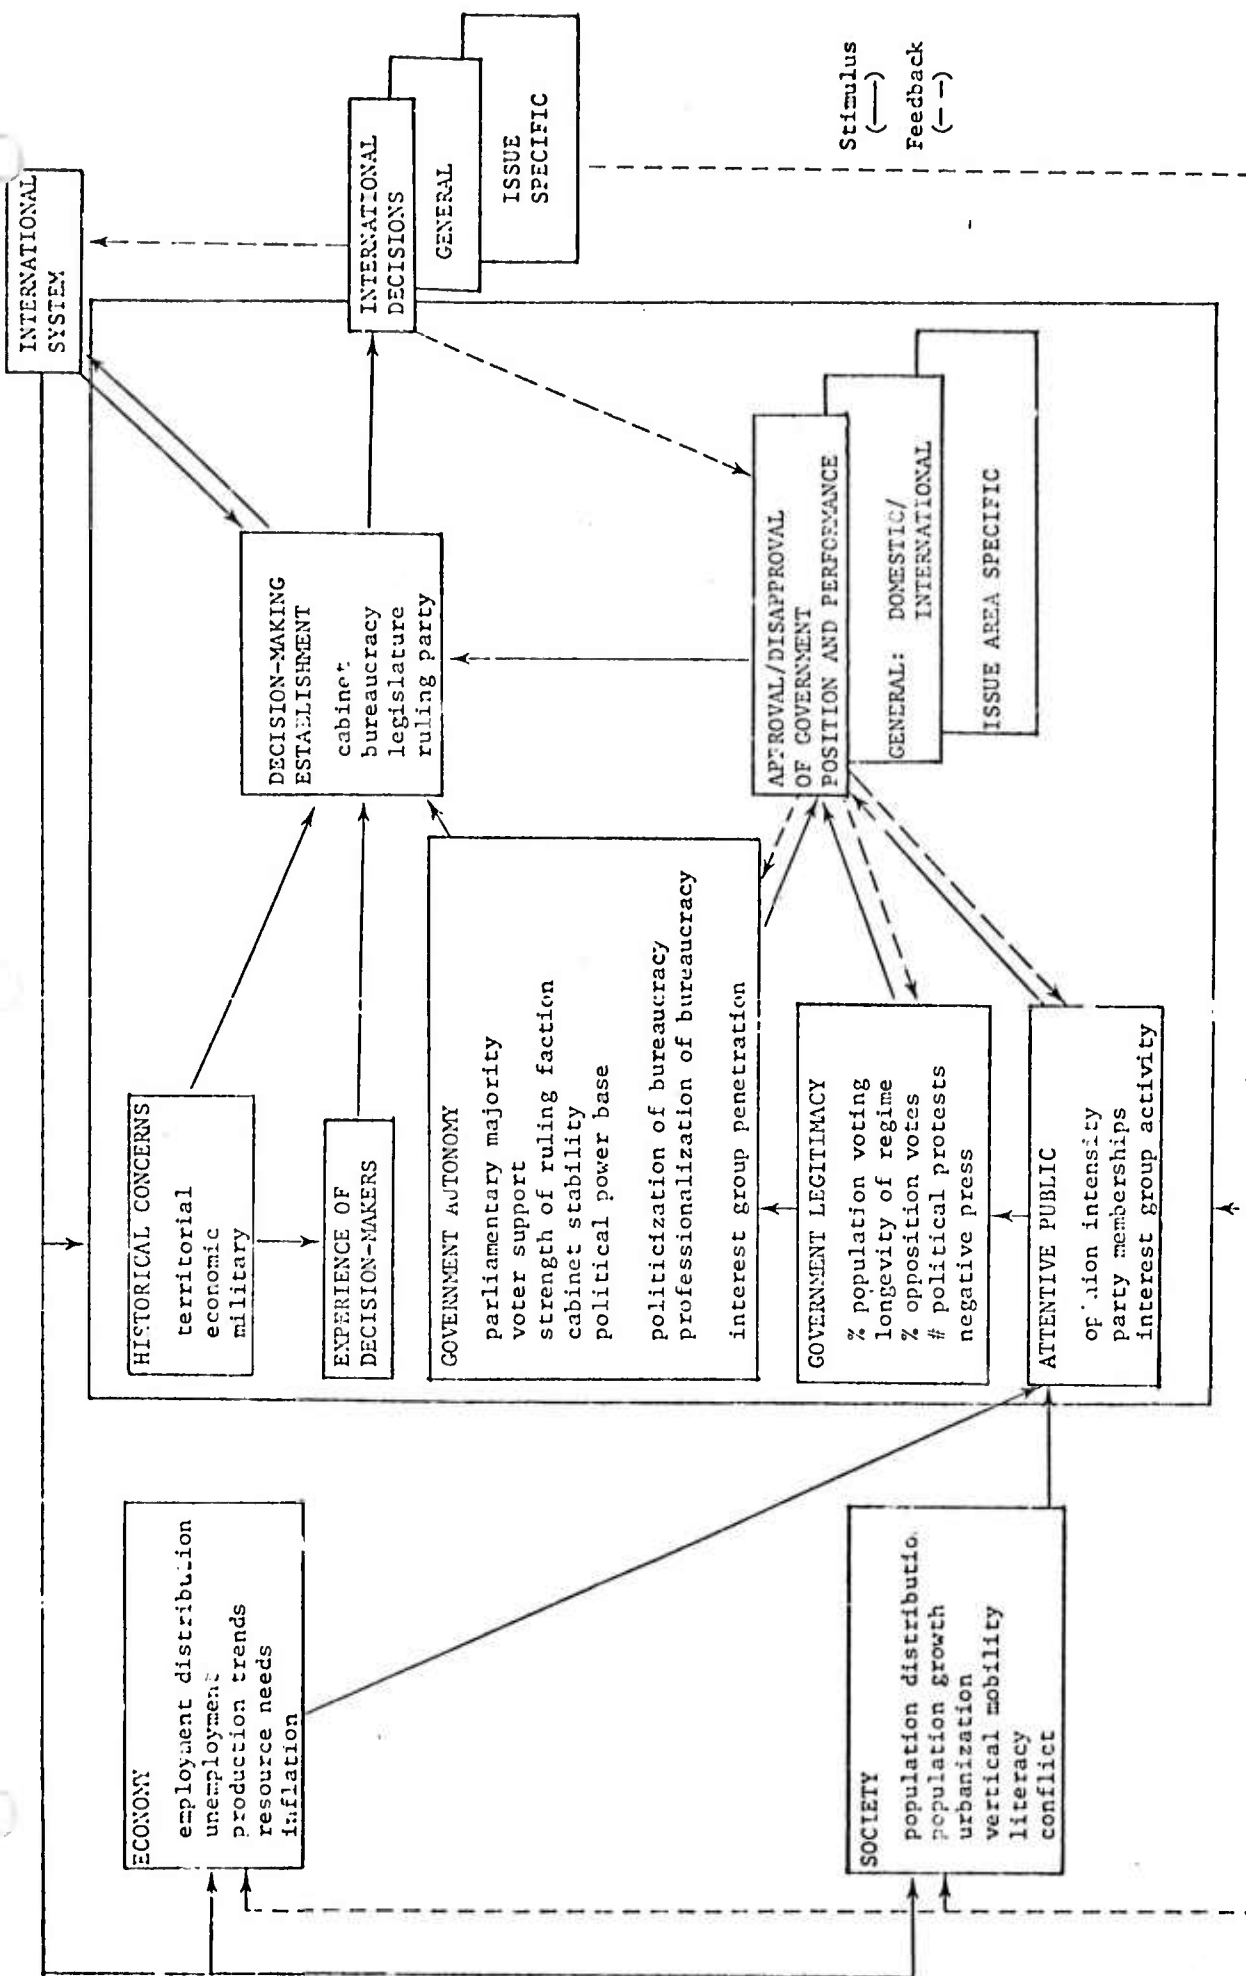 INTERNATIONAL
SYSTEM
ECONOMY
employment distribution
unemployment
production trends
resource needs
inflation
HISTORICAL CONCERNS
territorial
economic
military
EXPERIENCE OF
DECISION-MAKERS
DECISION-MAKING
ESTABLISHMENT
cabinet
bureaucracy
legislature
ruling party
INTERNATIONAL
DECISIONS
GENERAL
ISSUE
SPECIFIC
GOVERNMENT AUTONOMY
parliamentary majority
voter support
strength of ruling faction
cabinet stability
political power base
politicization of bureaucracy
professionalization of bureaucracy
interest group penetration
APPROVAL/DISAPPROVAL
OF GOVERNMENT
POSITION AND PERFORMANCE
GENERAL: DOMESTIC/
INTERNATIONAL
ISSUE AREA SPECIFIC
Stimulus
(——)
Feedback
(– –)
GOVERNMENT LEGITIMACY
% population voting
longevity of regime
% opposition votes
# political protests
negative press
SOCIETY
population distributio
population growth
urbanization
vertical mobility
literacy
conflict
ATTENTIVE PUBLIC
opinion intensity
party memberships
interest group activity